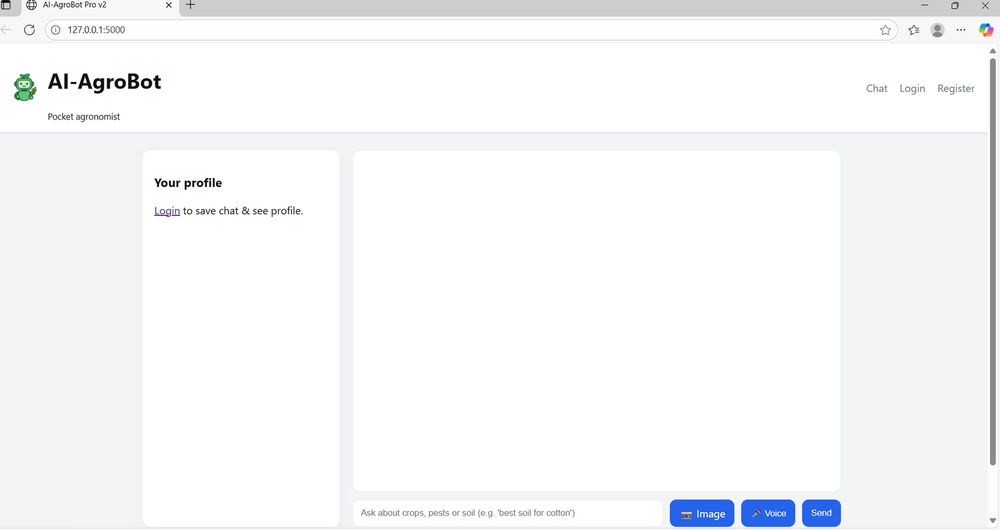 AI-AgroBot Pro v2
127.0.0.1:5000
AI-AgroBot
Chat Login Register
Pocket agronomist
Your profile
Login to save chat & see profile.
Ask about crops, pests or soil (e.g. 'best soil for cotton') Image Voice Send